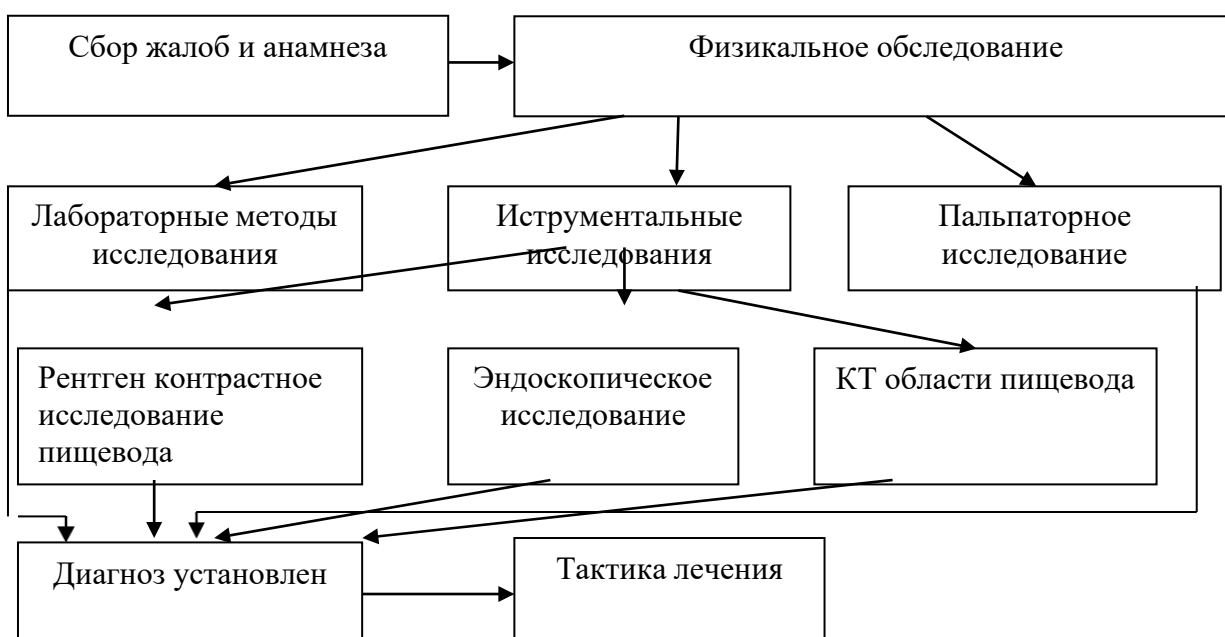 Сбор жалоб и анамнеза
Физикальное обследование
Лабораторные методы
исследования
Иструментальные
исследования
Пальпаторное
исследование
Рентген контрастное
исследование
пищевода
Эндоскопическое
исследование
КТ области пищевода
Диагноз установлен
Тактика лечения